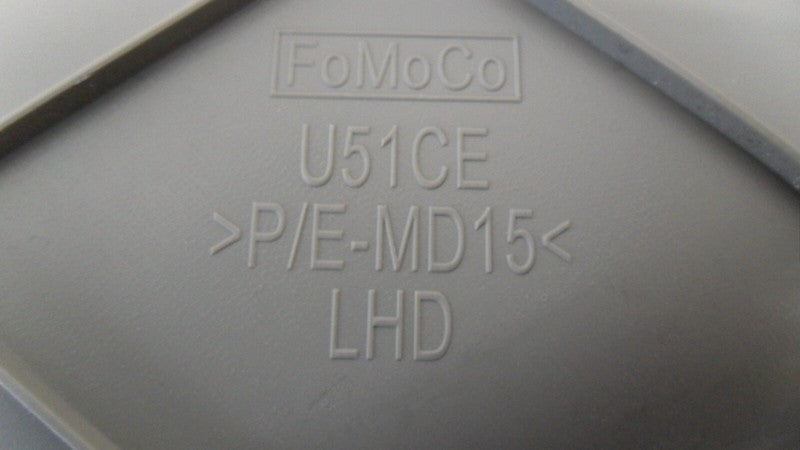 FoMoCo
U51CE
>P/E-MD15<
LHD